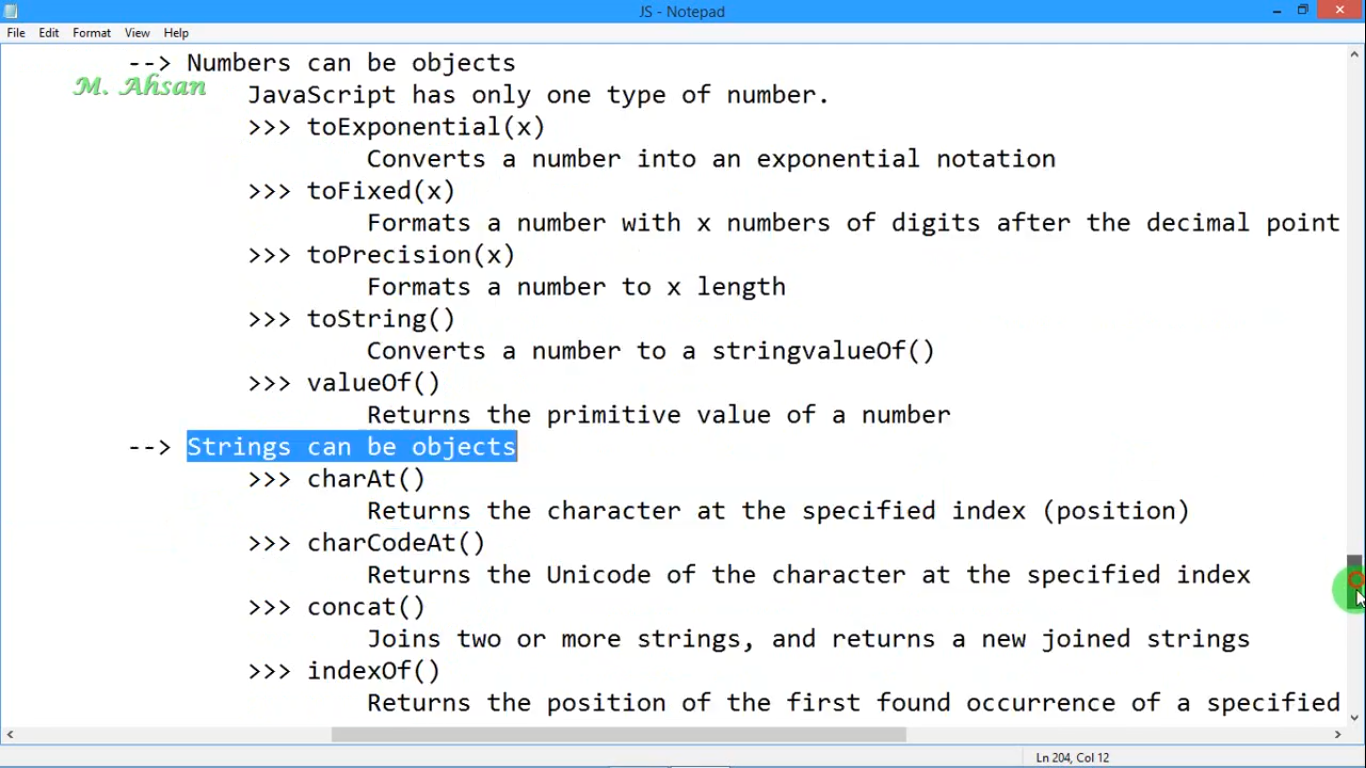 JS - Notepad
File Edit Format View Help
--> Numbers can be objects
M. Ahsan
JavaScript has only one type of number.
>>> toExponential(x)
Converts a number into an exponential notation
>>> toFixed(x)
Formats a number with x numbers of digits after the decimal point
>>> toPrecision(x)
Formats a number to x length
>>> toString()
Converts a number to a stringvalueOf()
>>> valueOf()
Returns the primitive value of a number
--> Strings can be objects
>>> charAt()
Returns the character at the specified index (position)
>>> charCodeAt()
Returns the Unicode of the character at the specified index
>>> concat()
Joins two or more strings, and returns a new joined strings
>>> indexOf()
Returns the position of the first found occurrence of a specified
Ln 204, Col 12